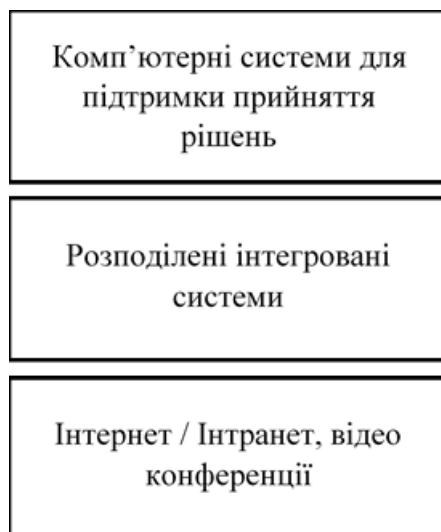 Комп’ютерні системи для
підтримки прийняття
рішень
Розподілені інтегровані
системи
Інтернет / Інтранет, відео
конференції